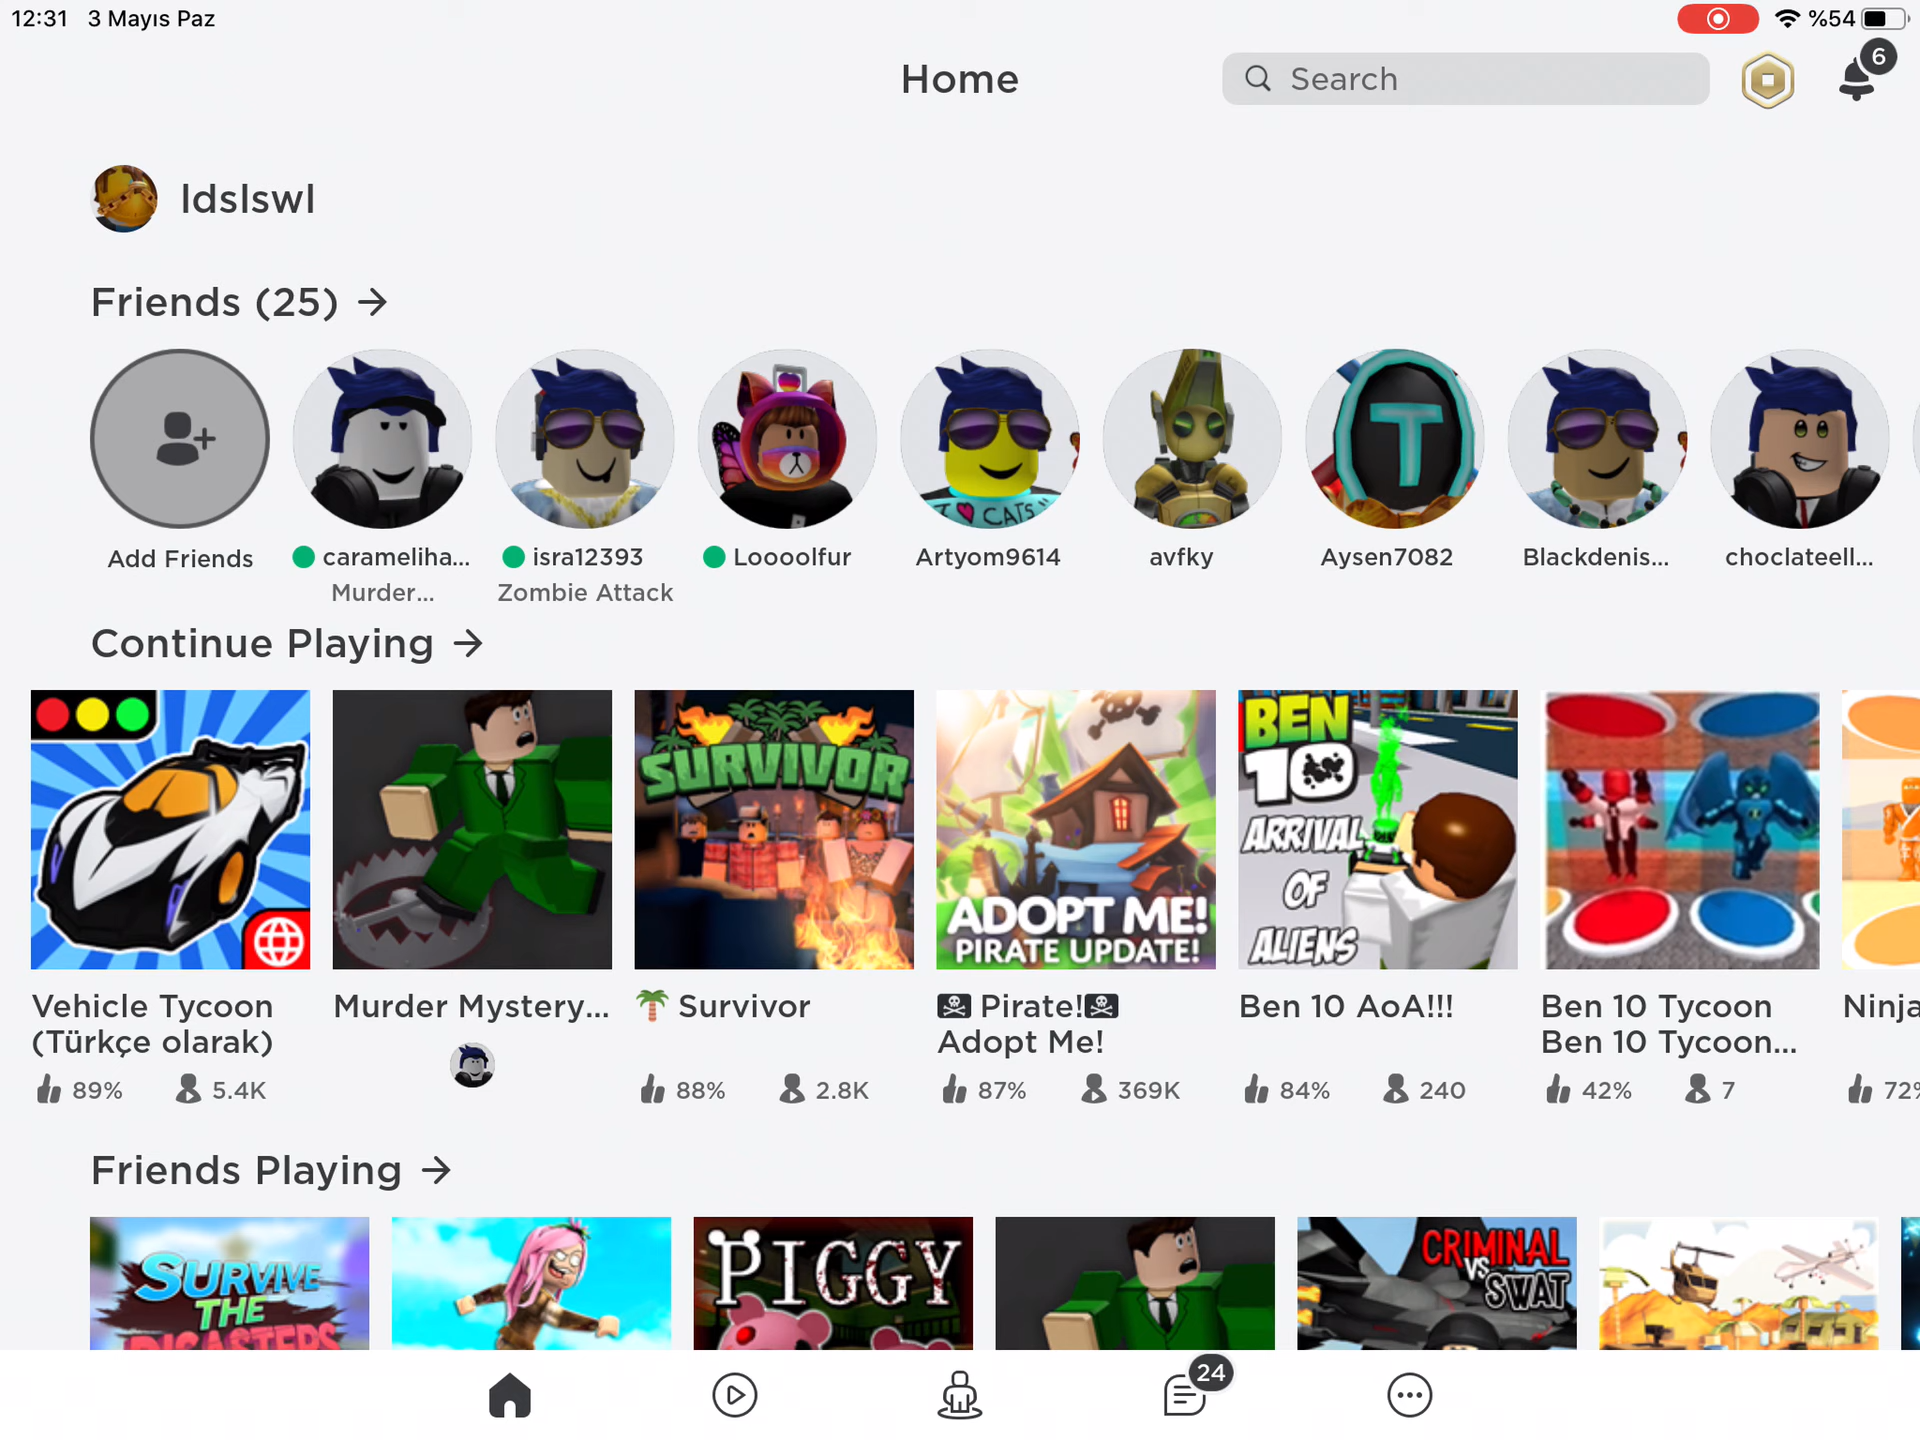 12:31 3 Mayıs Paz
%54
Home
Search
6
ldslswl
Friends (25) →
Add Friends
carameliha...
Murder...
isra12393
Zombie Attack
Loooolfur
Artyom9614
avfky
Aysen7082
Blackdenis...
choclateell...
I ♥ CATS
T
Continue Playing →
SURVIVOR
ADOPT ME!
PIRATE UPDATE!
BEN
10
ARRIVAL
OF
ALIENS
Vehicle Tycoon
(Türkçe olarak)
89% 5.4K
Murder Mystery...
🌴 Survivor
88% 2.8K
☠ Pirate!☠
Adopt Me!
87% 369K
Ben 10 AoA!!!
84% 240
Ben 10 Tycoon
Ben 10 Tycoon...
42% 7
Ninja
72%
Friends Playing →
SURVIVE
THE
DISASTERS
PIGGY
CRIMINAL
VS
SWAT
24